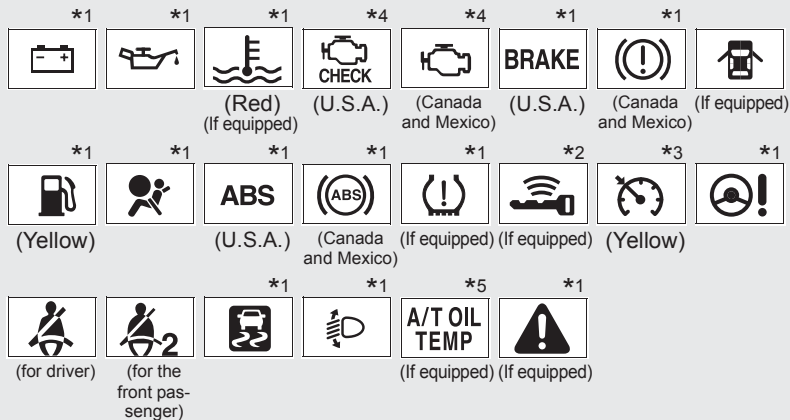 *1 *1 *1 *4 *4 *1 *1
- +
CHECK
BRAKE
(!)
(Red)
(If equipped)
(U.S.A.)
(Canada
and Mexico)
(U.S.A.)
(Canada
and Mexico)
(If equipped)
*1 *1 *1 *1 *1 *2 *3 *1
ABS
(ABS)
(!)
!
(Yellow)
(U.S.A.)
(Canada
and Mexico)
(If equipped)
(If equipped)
(Yellow)
*1 *1 *5 *1
2
A/T OIL
TEMP
!
(for driver)
(for the
front pas-
senger)
(If equipped)
(If equipped)